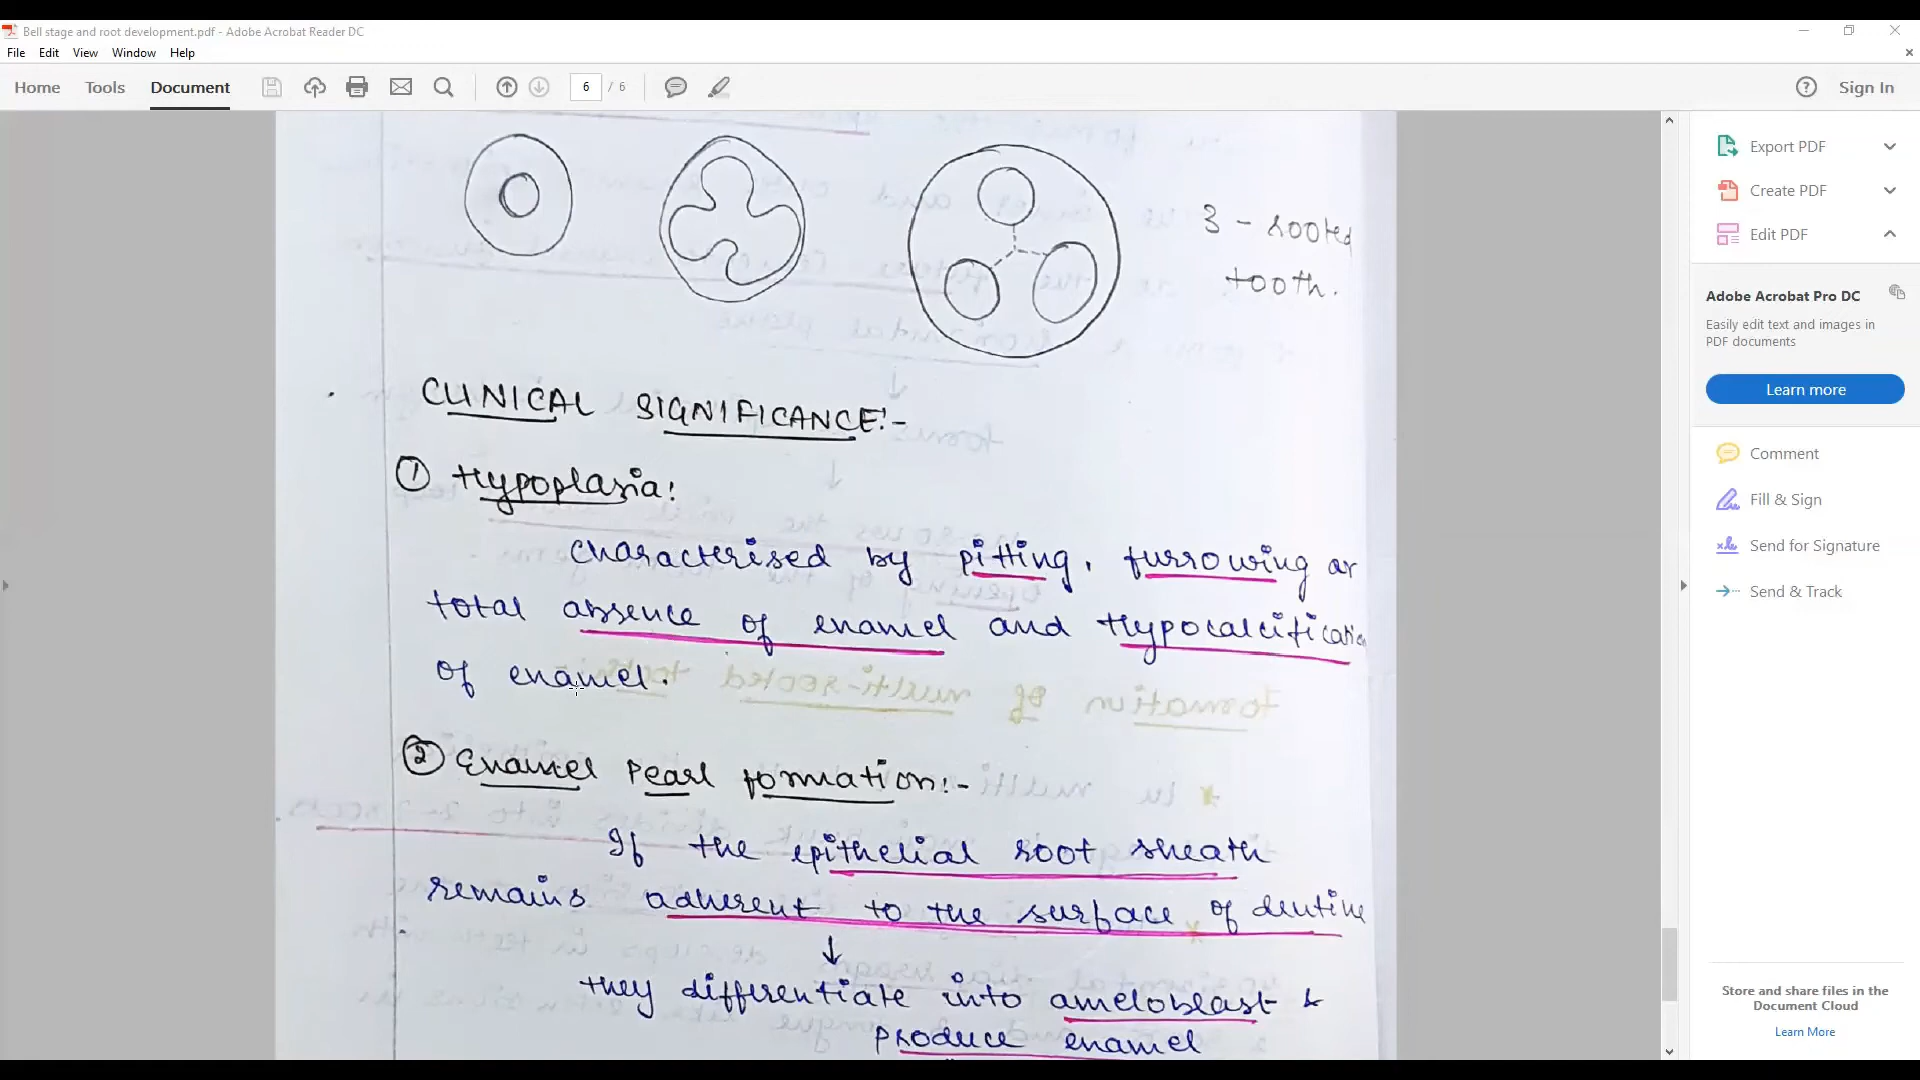 Bell stage and root development.pdf - Adobe Acrobat Reader DC
File Edit View Window Help
Home Tools Document 6 / 6 Sign In
3 - rooted
tooth.
CLINICAL SIGNIFICANCE:-
① Hypoplasia:
characterised by pitting, furrowing or
total absence of enamel and Hypocalcification
of enamel.
② Enamel Pearl formation:-
If the epithelial root sheath
remains adherent to the surface of dentine
↓
they differentiate into ameloblast &
produce enamel
Export PDF
Create PDF
Edit PDF
Adobe Acrobat Pro DC
Easily edit text and images in
PDF documents
Learn more
Comment
Fill & Sign
Send for Signature
Send & Track
Store and share files in the
Document Cloud
Learn More